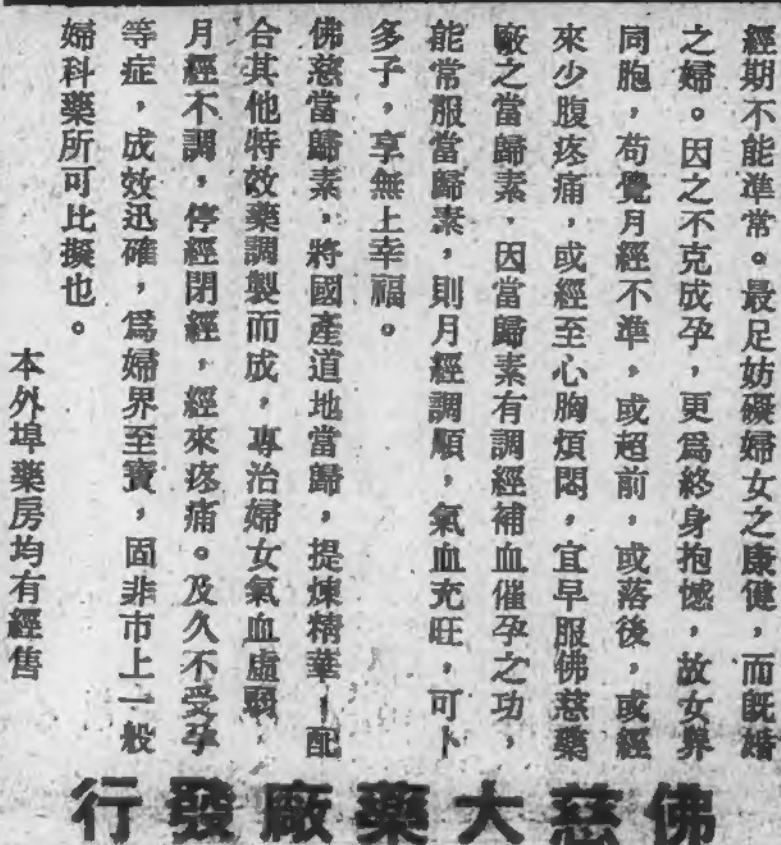 經期不能準常。最足妨礙婦女之康健，而既婚
之婦。因之不克成孕，更爲終身抱憾，故女界
同胞，苟覺月經不準，或超前，或落後，或經
來少腹疼痛，或經至心胸煩悶，宜早服佛慈藥
廠之當歸素，因當歸素有調經補血催孕之功，
能常服當歸素，則月經調順，氣血充旺，可卜
多子，享無上幸福。
佛慈當歸素，將國產道地當歸，提煉精華，配
合其他特效藥調製而成，專治婦女氣血虛弱，
月經不調，停經閉經，經來疼痛。及久不受孕
等症，成效迅確，爲婦界至寶，固非市上一般
婦科藥所可比擬也。
本外埠藥房均有經售
佛慈大藥廠發行